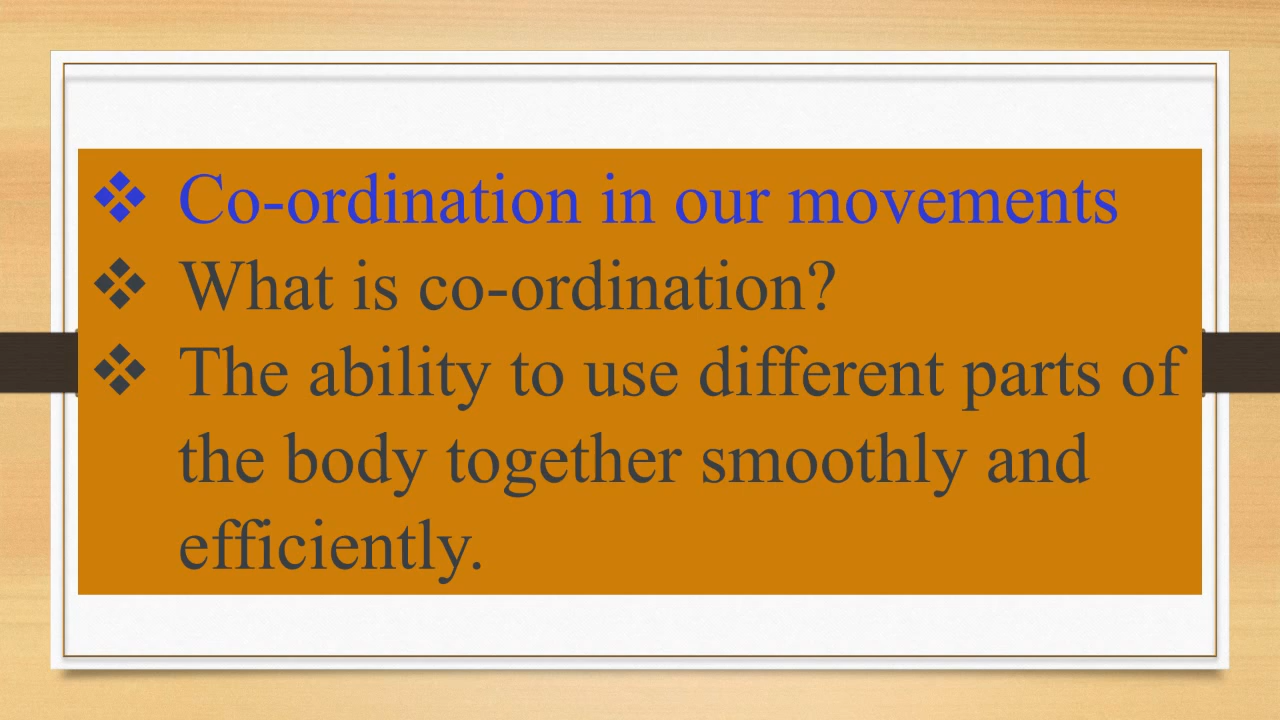 ❖ Co-ordination in our movements
❖ What is co-ordination?
❖ The ability to use different parts of
the body together smoothly and
efficiently.